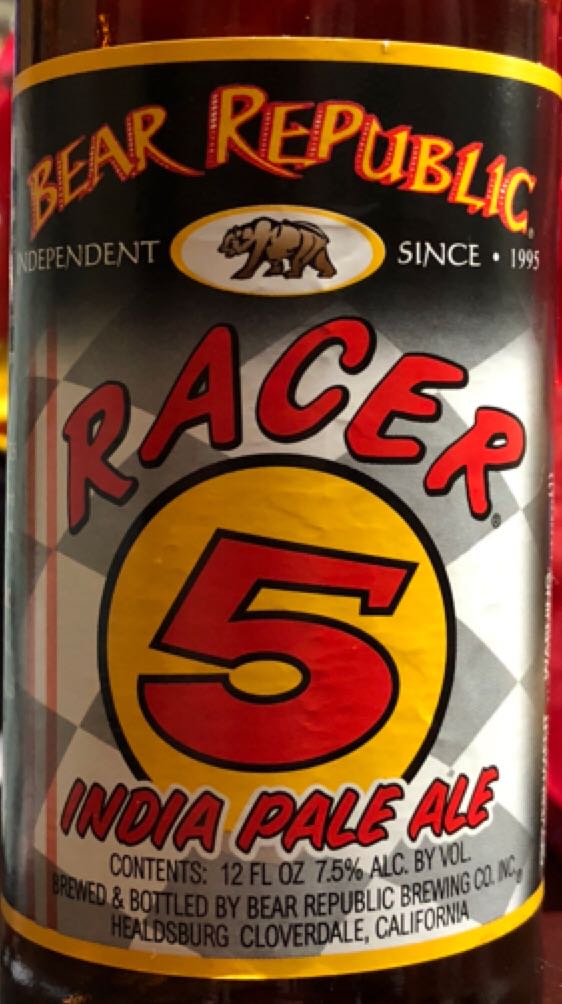 BEAR REPUBLIC®
INDEPENDENT SINCE • 1995
RACER®
5
INDIA PALE ALE
CONTENTS: 12 FL OZ 7.5% ALC. BY VOL.
BREWED & BOTTLED BY BEAR REPUBLIC BREWING CO. INC.®
HEALDSBURG CLOVERDALE, CALIFORNIA